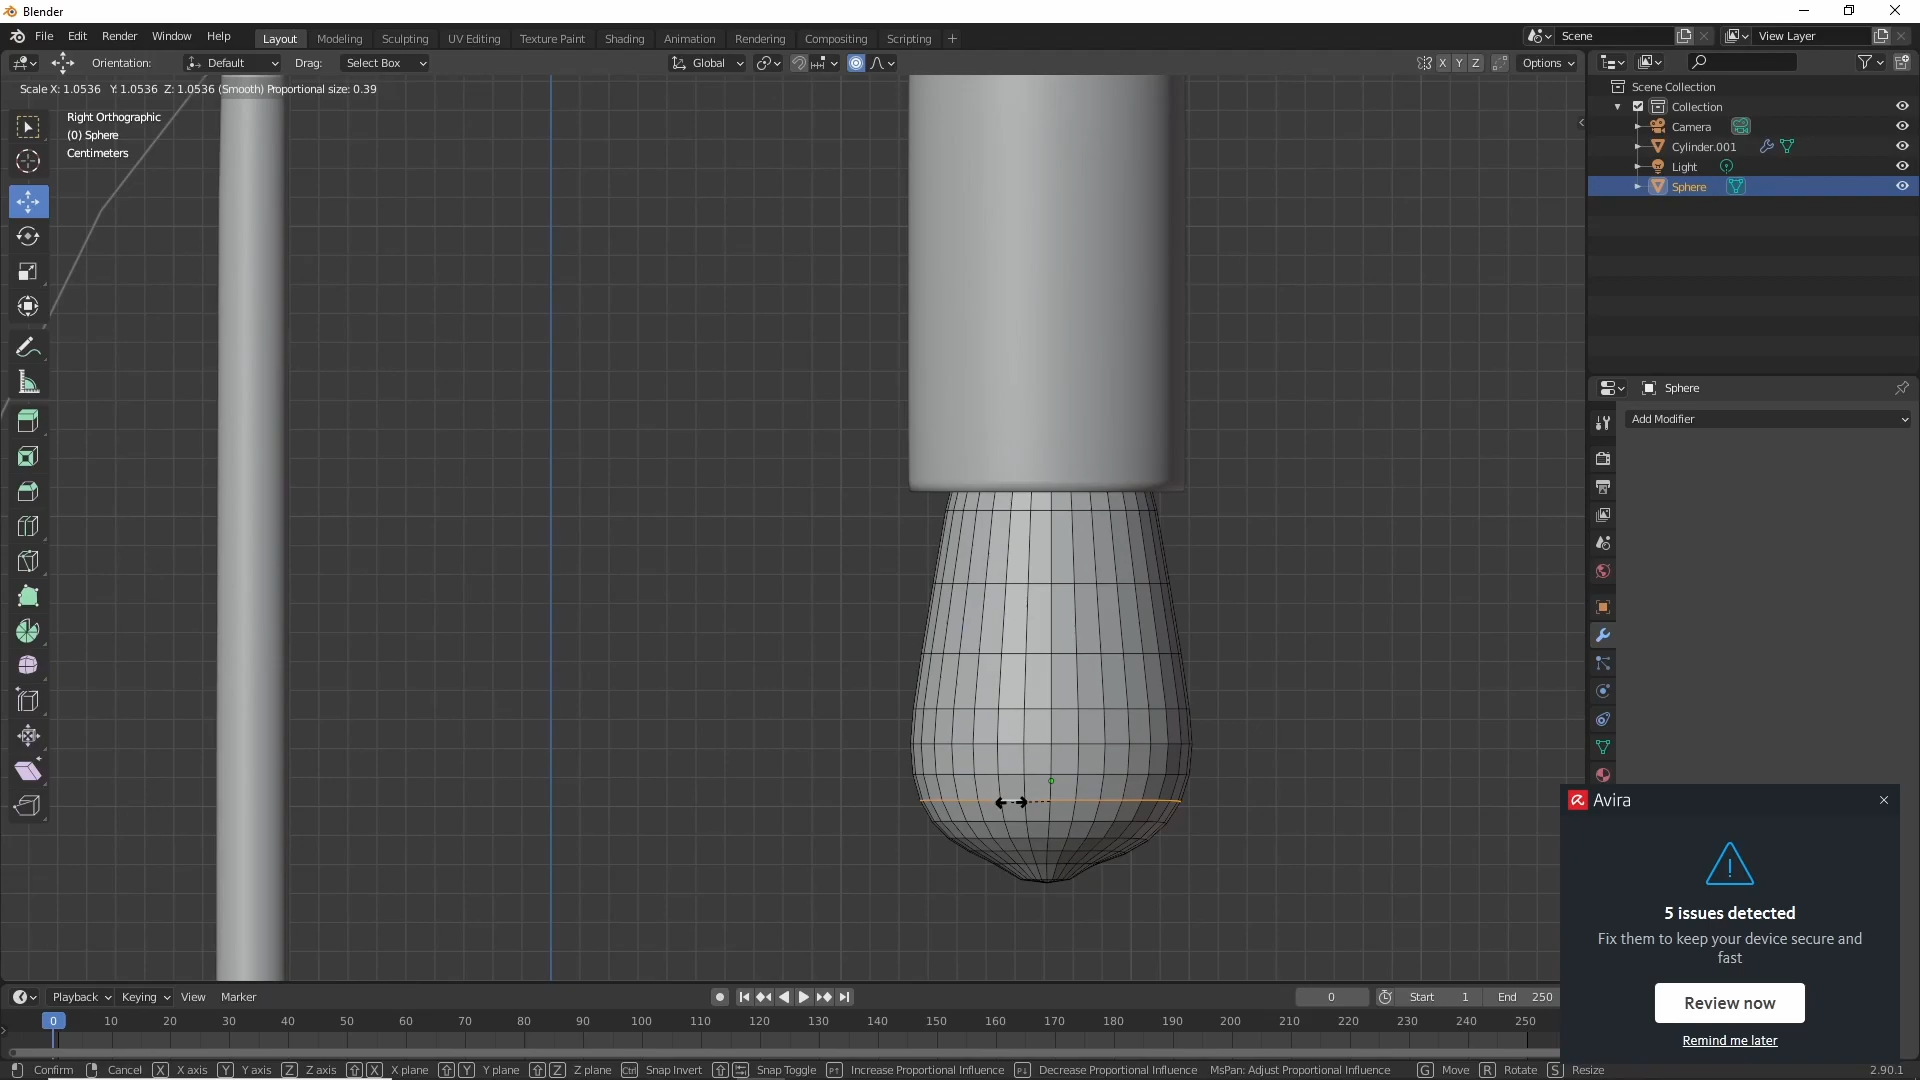 Blender
File Edit Render Window Help
Layout Modeling Sculpting UV Editing Texture Paint Shading Animation Rendering Compositing Scripting
Scene
View Layer
Orientation: Default Drag: Select Box
Global
X Y Z Options
Scale X: 1.0536 Y: 1.0536 Z: 1.0536 (Smooth) Proportional size: 0.39
Right Orthographic
(0) Sphere
Centimeters
Scene Collection
Collection
Camera
Cylinder.001
Light
Sphere
Sphere
Add Modifier
Avira
5 issues detected
Fix them to keep your device secure and
fast
Review now
Remind me later
Playback Keying View Marker
0 Start 1 End 250
0 10 20 30 40 50 60 70 80 90 100 110 120 130 140 150 160 170 180 190 200 210 220 230 240 250
Confirm Cancel X X axis Y Y axis Z Z axis X X plane Y Y plane Z Z plane Ctrl Snap Invert Snap Toggle Increase Proportional Influence Decrease Proportional Influence MsPan: Adjust Proportional Influence G Move R Rotate S Resize
2.90.1